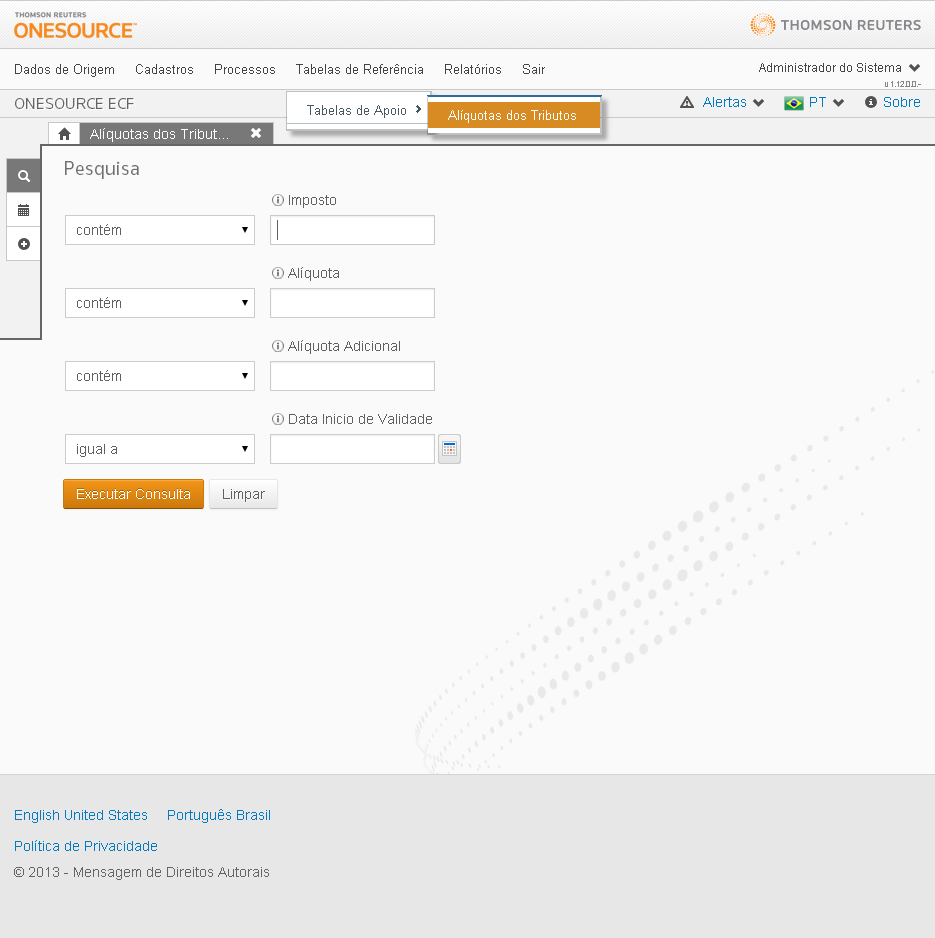 THOMSON REUTERS
ONESOURCE™
THOMSON REUTERS
Dados de Origem Cadastros Processos Tabelas de Referência Relatórios Sair
Administrador do Sistema
v1.12.0.0.-
ONESOURCE ECF
Tabelas de Apoio
Alíquotas dos Tributos
Alertas PT Sobre
Alíquotas dos Tribut...
Pesquisa
Imposto
contém
Alíquota
contém
Alíquota Adicional
contém
Data Inicio de Validade
igual a
Executar Consulta Limpar
English United States Português Brasil
Política de Privacidade
© 2013 - Mensagem de Direitos Autorais